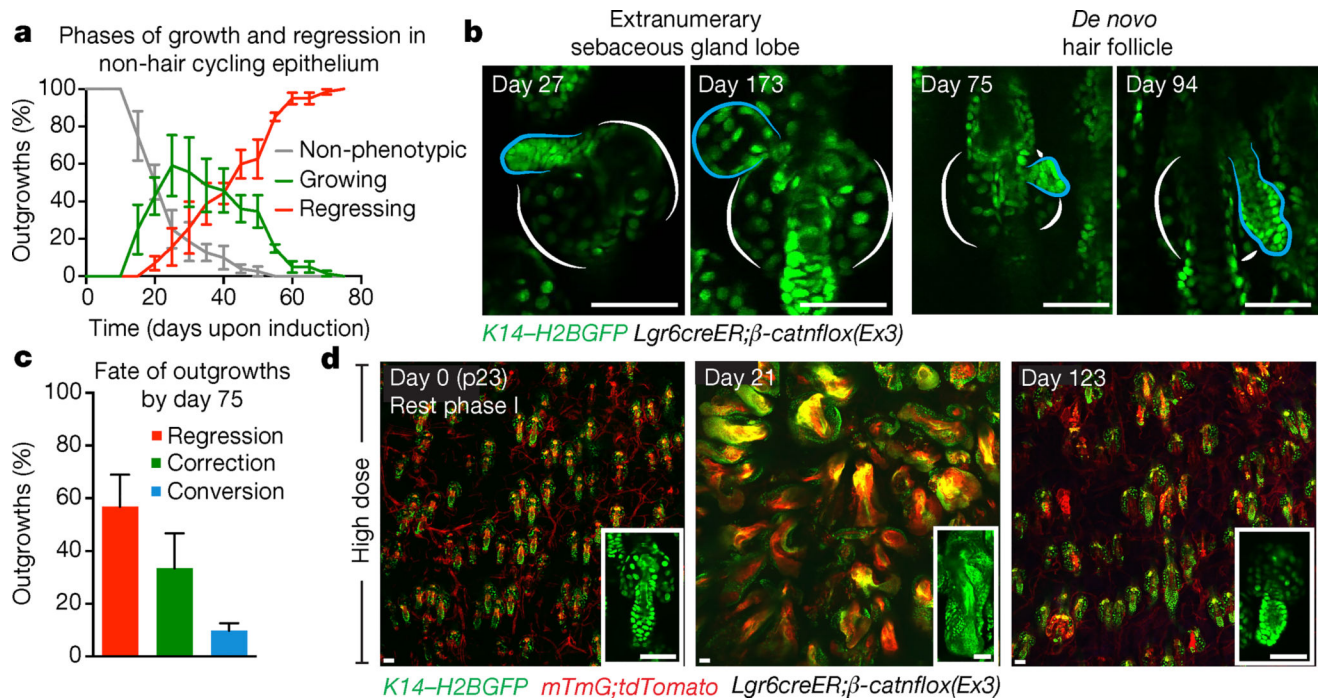 a
Phases of growth and regression in
non-hair cycling epithelium
100
80
60
40
20
0
Outgrowths (%)
Non-phenotypic
Growing
Regressing
0 20 40 60 80
Time (days upon induction)
b
Extranumerary
sebaceous gland lobe
De novo
hair follicle
Day 27
Day 173
Day 75
Day 94
K14–H2BGFP Lgr6creER;β-catnflox(Ex3)
c
Fate of outgrowths
by day 75
100
80
60
40
20
0
Outgrowths (%)
Regression
Correction
Conversion
d
High dose
Day 0 (p23)
Rest phase I
Day 21
Day 123
K14–H2BGFP mTmG;tdTomato Lgr6creER;β-catnflox(Ex3)